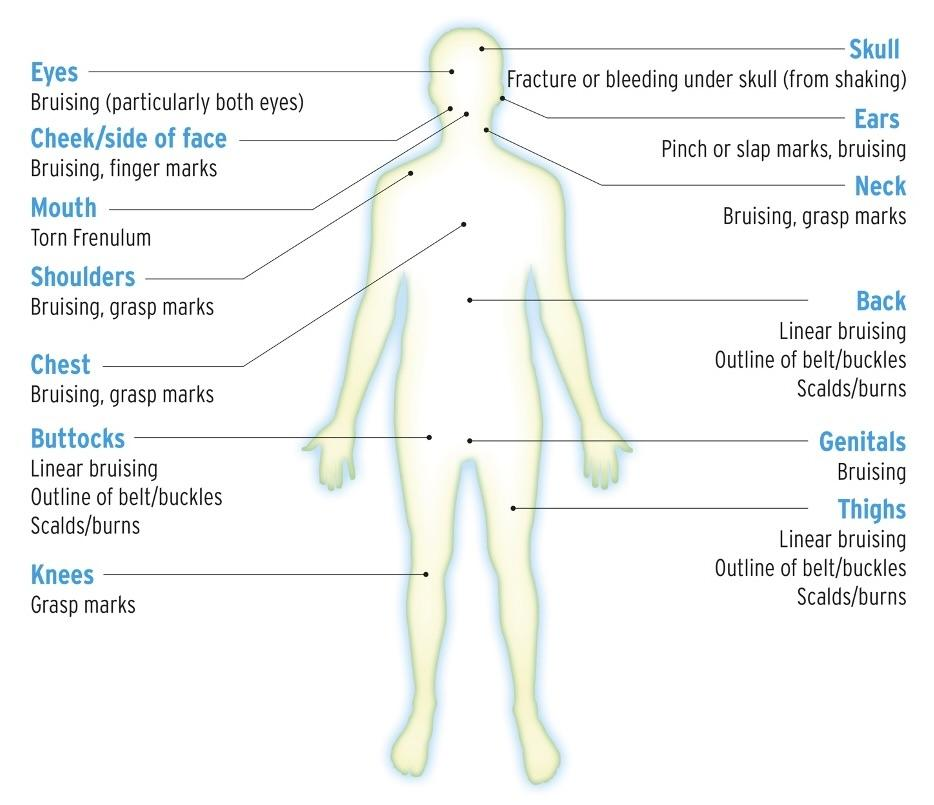 Eyes
Bruising (particularly both eyes)
Cheek/side of face
Bruising, finger marks
Mouth
Torn Frenulum
Shoulders
Bruising, grasp marks
Chest
Bruising, grasp marks
Buttocks
Linear bruising
Outline of belt/buckles
Scalds/burns
Knees
Grasp marks
Skull
Fracture or bleeding under skull (from shaking)
Ears
Pinch or slap marks, bruising
Neck
Bruising, grasp marks
Back
Linear bruising
Outline of belt/buckles
Scalds/burns
Genitals
Bruising
Thighs
Linear bruising
Outline of belt/buckles
Scalds/burns